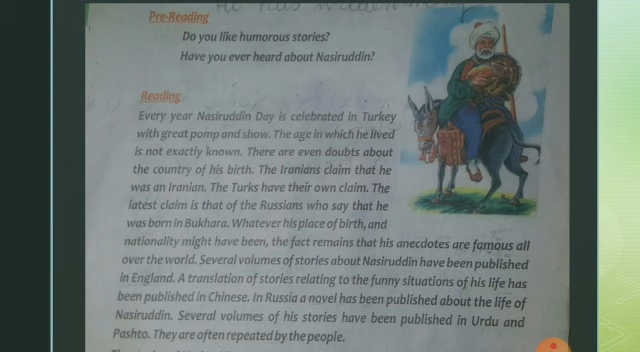 He has written
Pre-Reading
Do you like humorous stories?
Have you ever heard about Nasiruddin?
Reading
Every year Nasiruddin Day is celebrated in Turkey
with great pomp and show. The age in which he lived
is not exactly known. There are even doubts about
the country of his birth. The Iranians claim that he
was an Iranian. The Turks have their own claim. The
latest claim is that of the Russians who say that he
was born in Bukhara. Whatever his place of birth, and
nationality might have been, the fact remains that his anecdotes are famous all
over the world. Several volumes of stories about Nasiruddin have been published
in England. A translation of stories relating to the funny situations of his life has
been published in Chinese. In Russia a novel has been published about the life of
Nasiruddin. Several volumes of his stories have been published in Urdu and
Pashto. They are often repeated by the people.